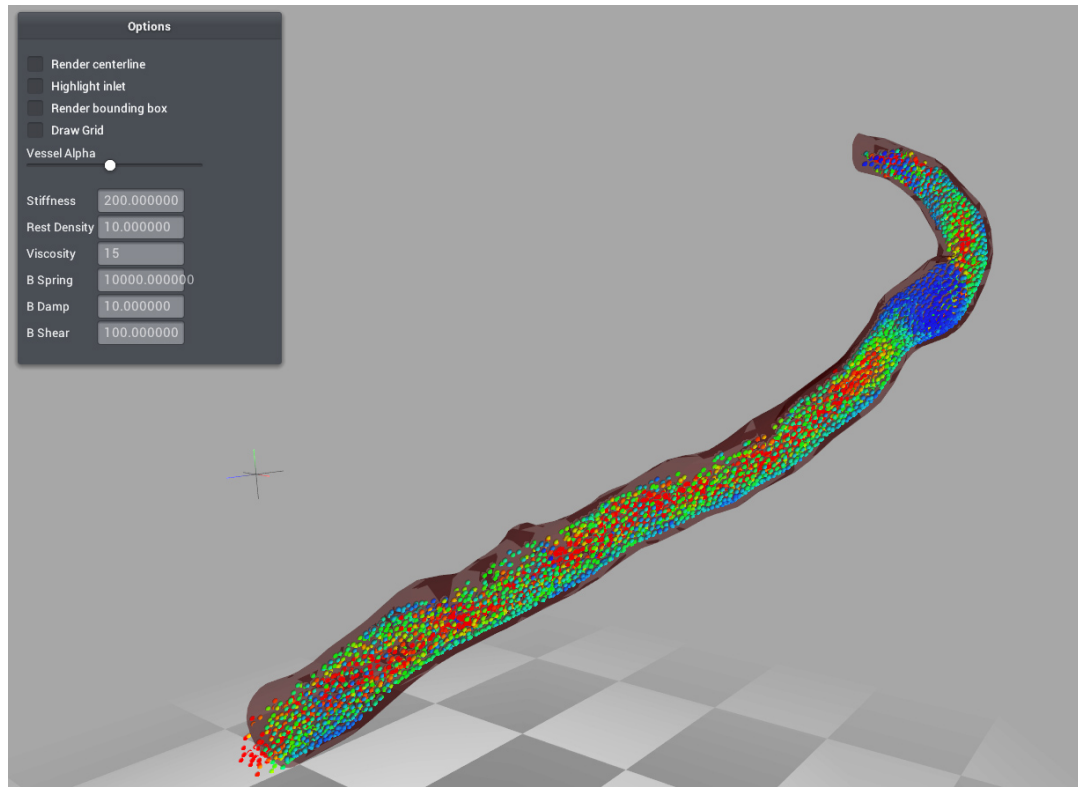 Options
Render centerline
Highlight inlet
Render bounding box
Draw Grid
Vessel Alpha
Stiffness 200.000000
Rest Density 10.000000
Viscosity 15
B Spring 10000.000000
B Damp 10.000000
B Shear 100.000000